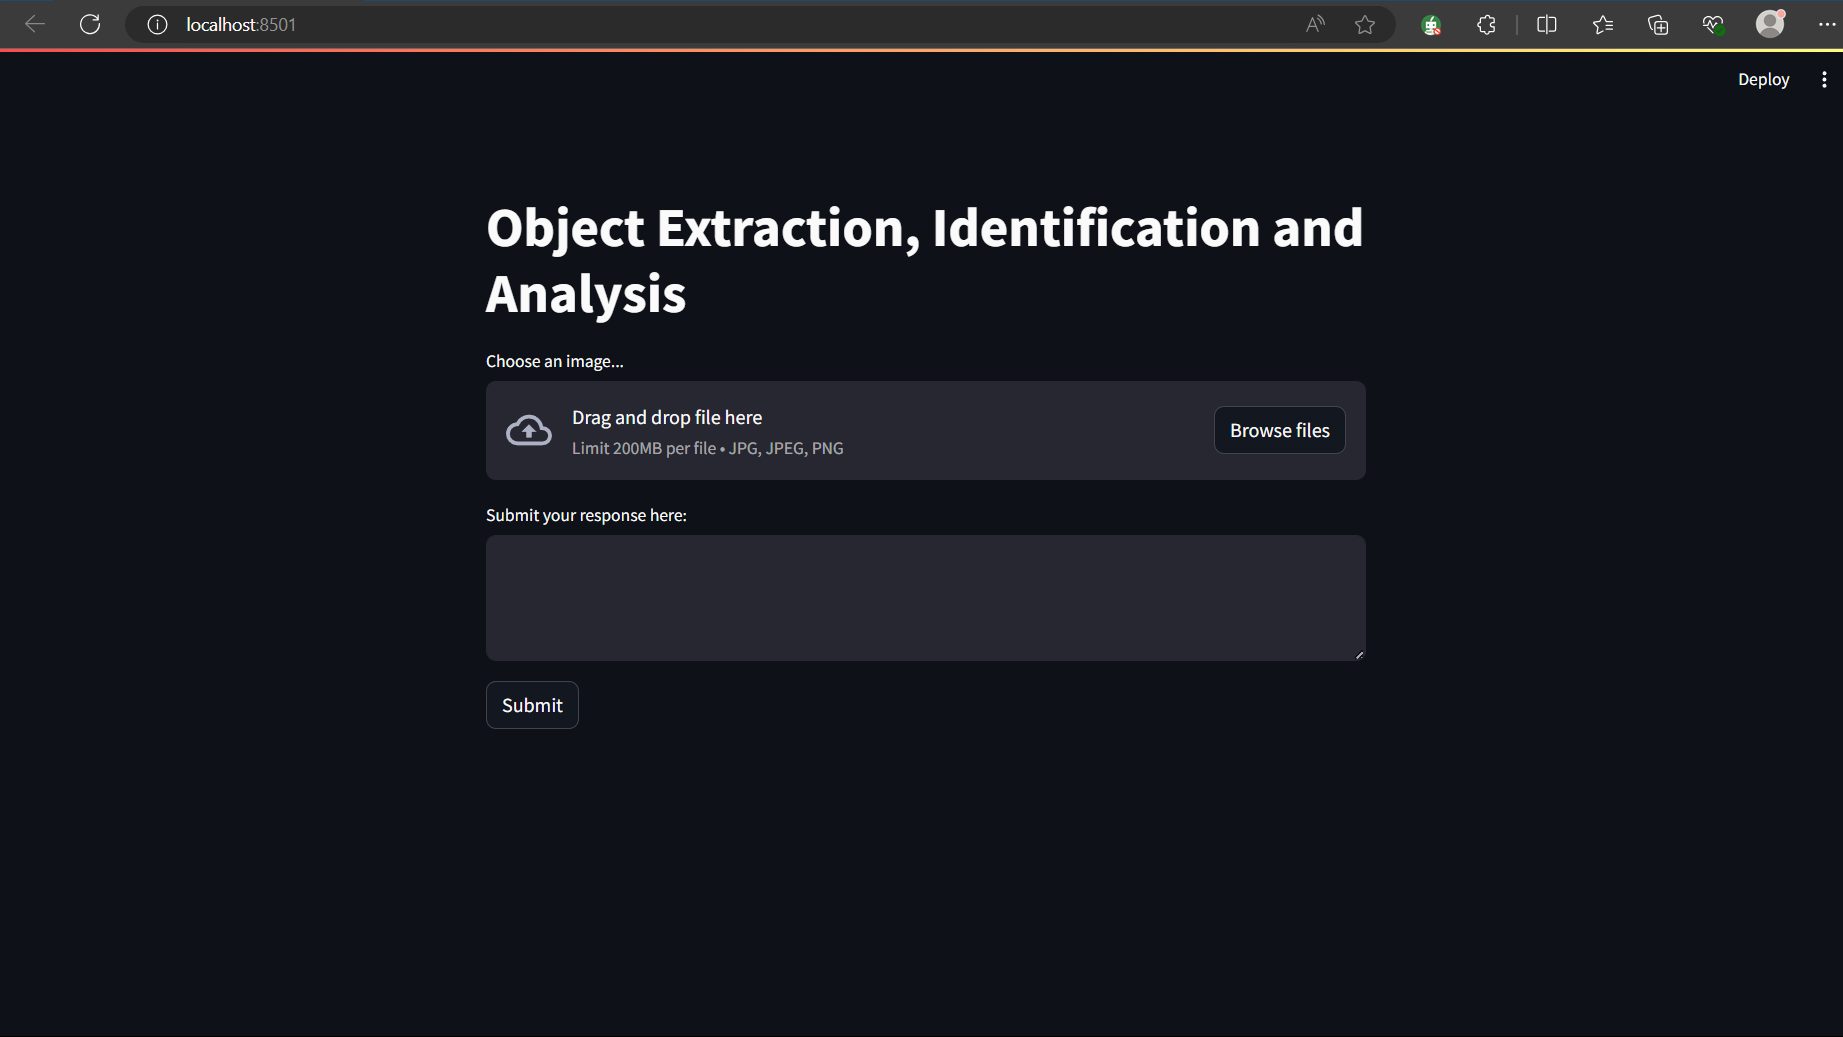 localhost:8501
Deploy
Object Extraction, Identification and
Analysis
Choose an image...
Drag and drop file here
Limit 200MB per file • JPG, JPEG, PNG
Browse files
Submit your response here:
Submit